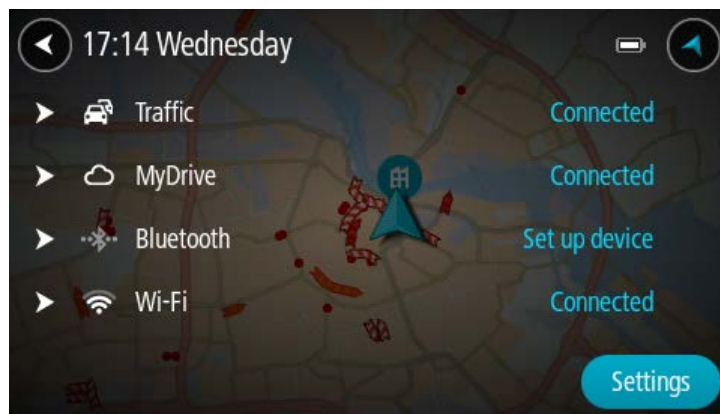 17:14 Wednesday
Traffic Connected
MyDrive Connected
Bluetooth Set up device
Wi-Fi Connected
Settings